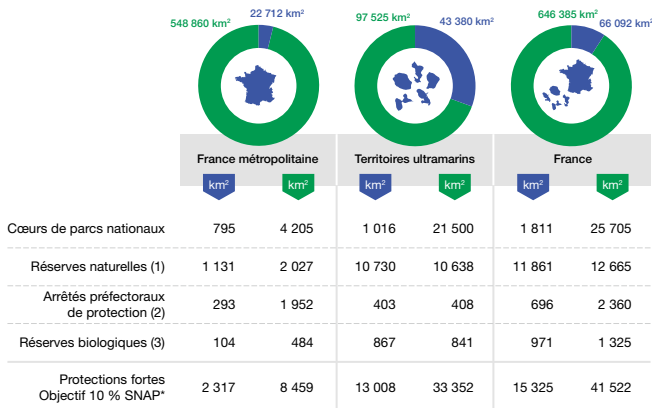 548 860 km²
22 712 km²
97 525 km²
43 380 km²
646 385 km²
66 092 km²
France métropolitaine
Territoires ultramarins
France
km²
km²
km²
km²
km²
km²
Cœurs de parcs nationaux 795 4 205 1 016 21 500 1 811 25 705
Réserves naturelles (1) 1 131 2 027 10 730 10 638 11 861 12 665
Arrêtés préfectoraux
de protection (2) 293 1 952 403 408 696 2 360
Réserves biologiques (3) 104 484 867 841 971 1 325
Protections fortes
Objectif 10 % SNAP* 2 317 8 459 13 008 33 352 15 325 41 522